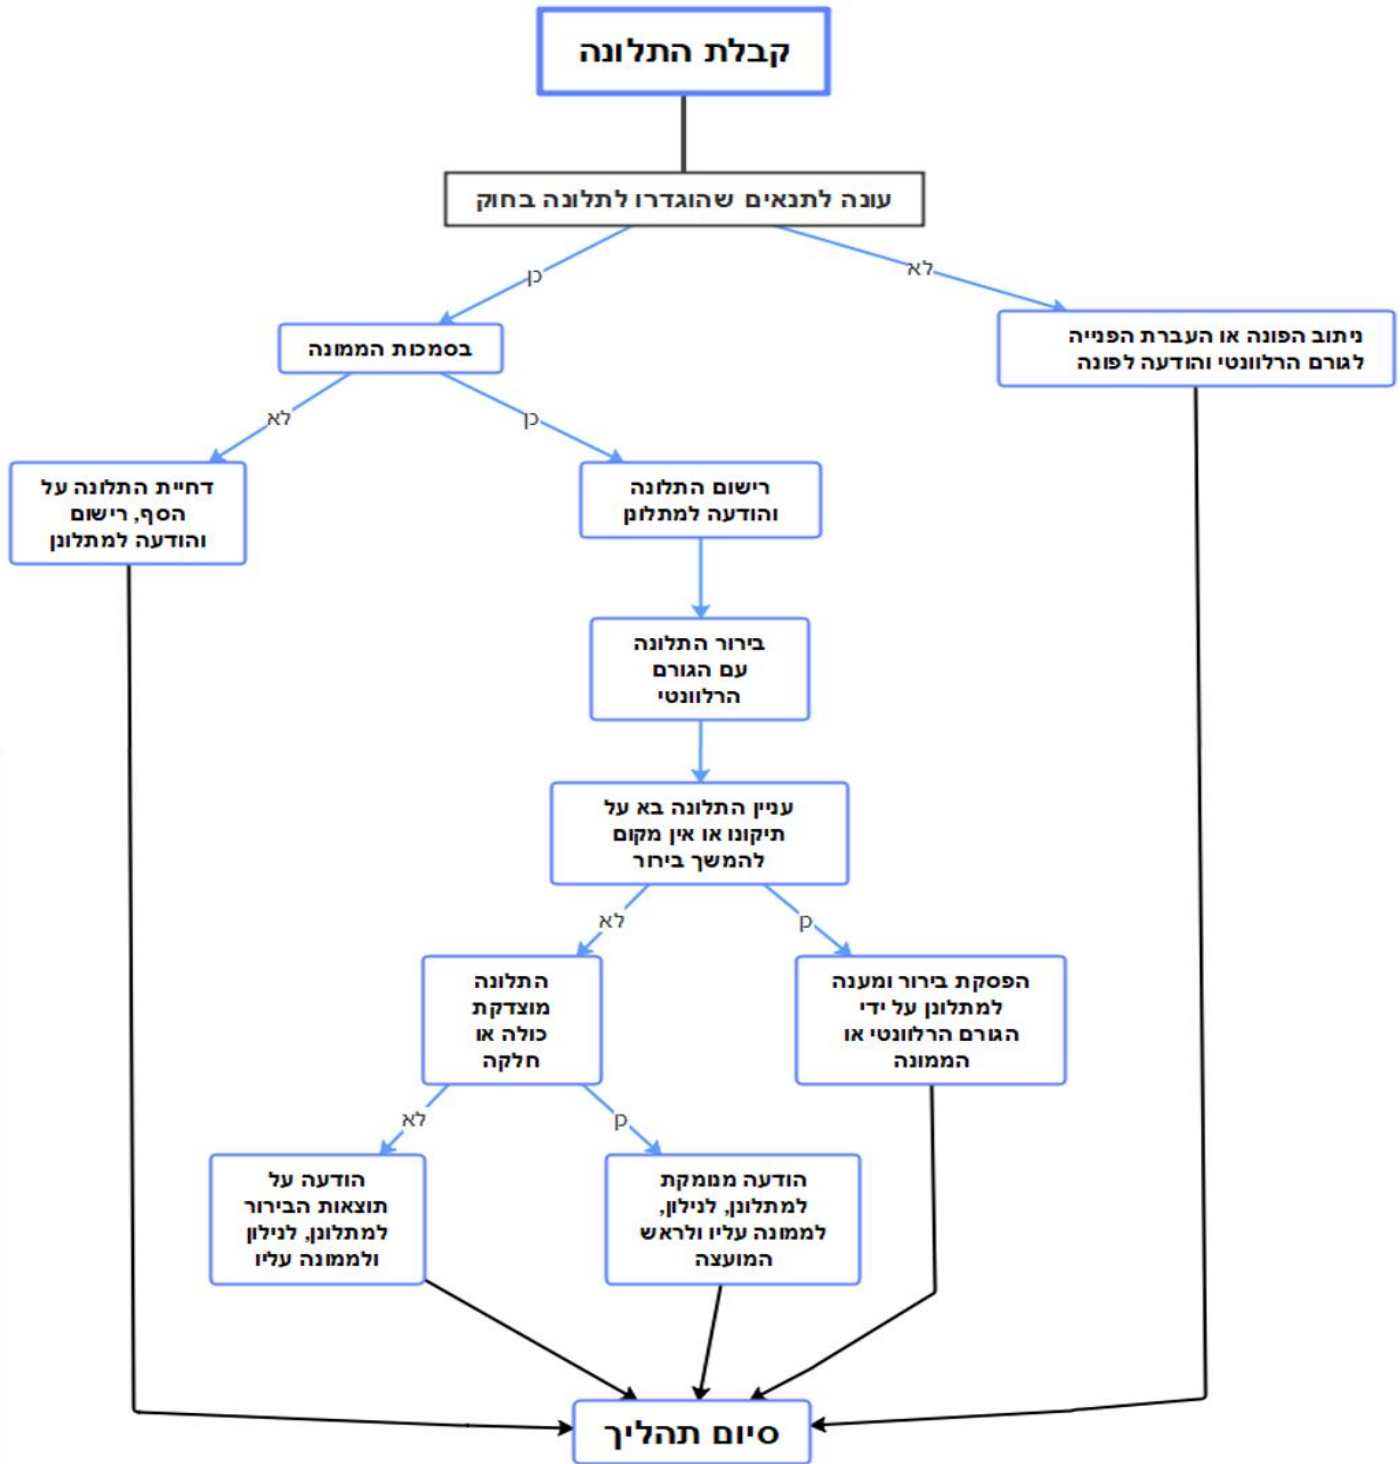 קבלת התלונה
עונה לתנאים שהוגדרו לתלונה בחוק
לא
כן
ניתוב הפונה או העברת הפנייה
לגורם הרלוונטי והודעה לפונה
בסמכות הממונה
כן
לא
רישום התלונה
והודעה למתלונן
דחיית התלונה על
הסף, רישום
והודעה למתלונן
בירור התלונה
עם הגורם
הרלוונטי
עניין התלונה בא על
תיקונו או אין מקום
להמשך בירור
כן
לא
הפסקת בירור ומענה
למתלונן על ידי
הגורם הרלוונטי או
הממונה
התלונה
מוצדקת
כולה או
חלקה
כן
לא
הודעה מנומקת
למתלונן, לנילון,
לממונה עליו ולראש
המועצה
הודעה על
תוצאות הבירור
למתלונן, לנילון
ולממונה עליו
סיום תהליך